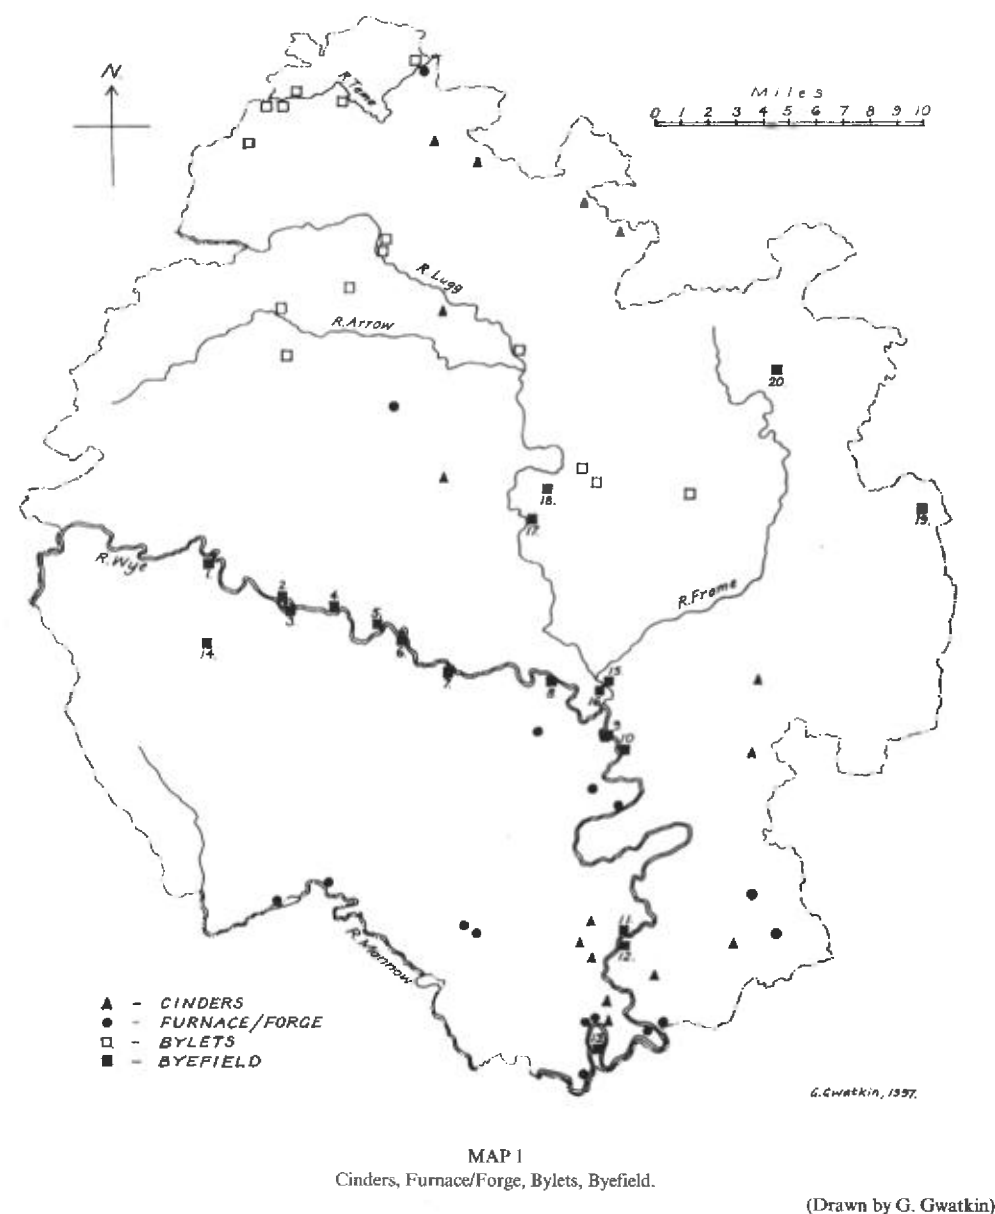 N
Miles
0 1 2 3 4 5 6 7 8 9 10
R. Teme
R. Lugg
R. Arrow
20.
18.
17.
19.
R. Wye
1.
2.
3.
4.
5.
6.
7.
8
R. Frome
14.
15
16.
9
10
11.
12.
13
R. Monnow
▲ - CINDERS
● - FURNACE/FORGE
□ - BYLETS
■ - BYEFIELD
G. Gwatkin, 1997.
MAP 1
Cinders, Furnace/Forge, Bylets, Byefield.
(Drawn by G. Gwatkin)